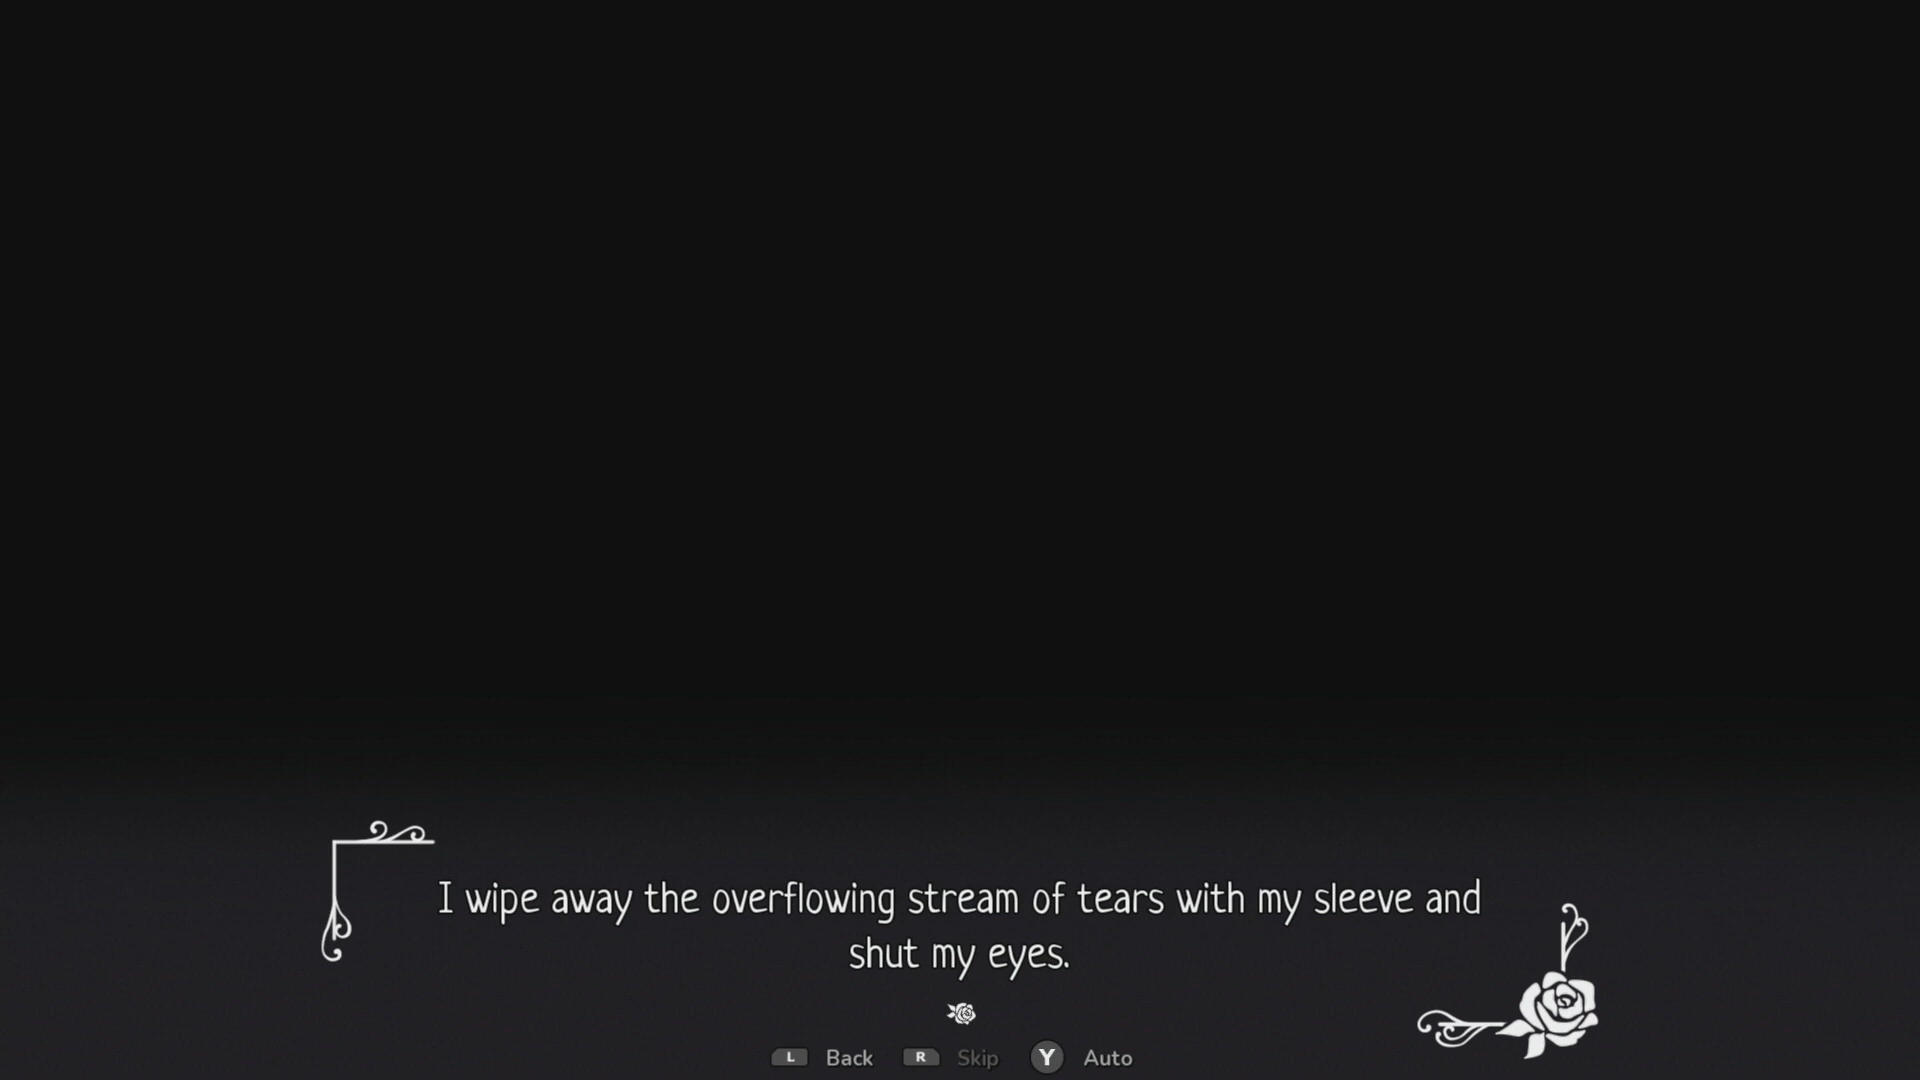 I wipe away the overflowing stream of tears with my sleeve and
shut my eyes.
L Back R Skip Y Auto